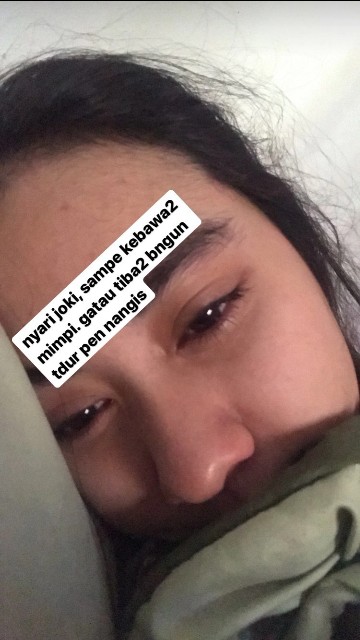 nyari joki, sampe kebawa2
mimpi. gatau tiba2 bngun
tdur pen nangis